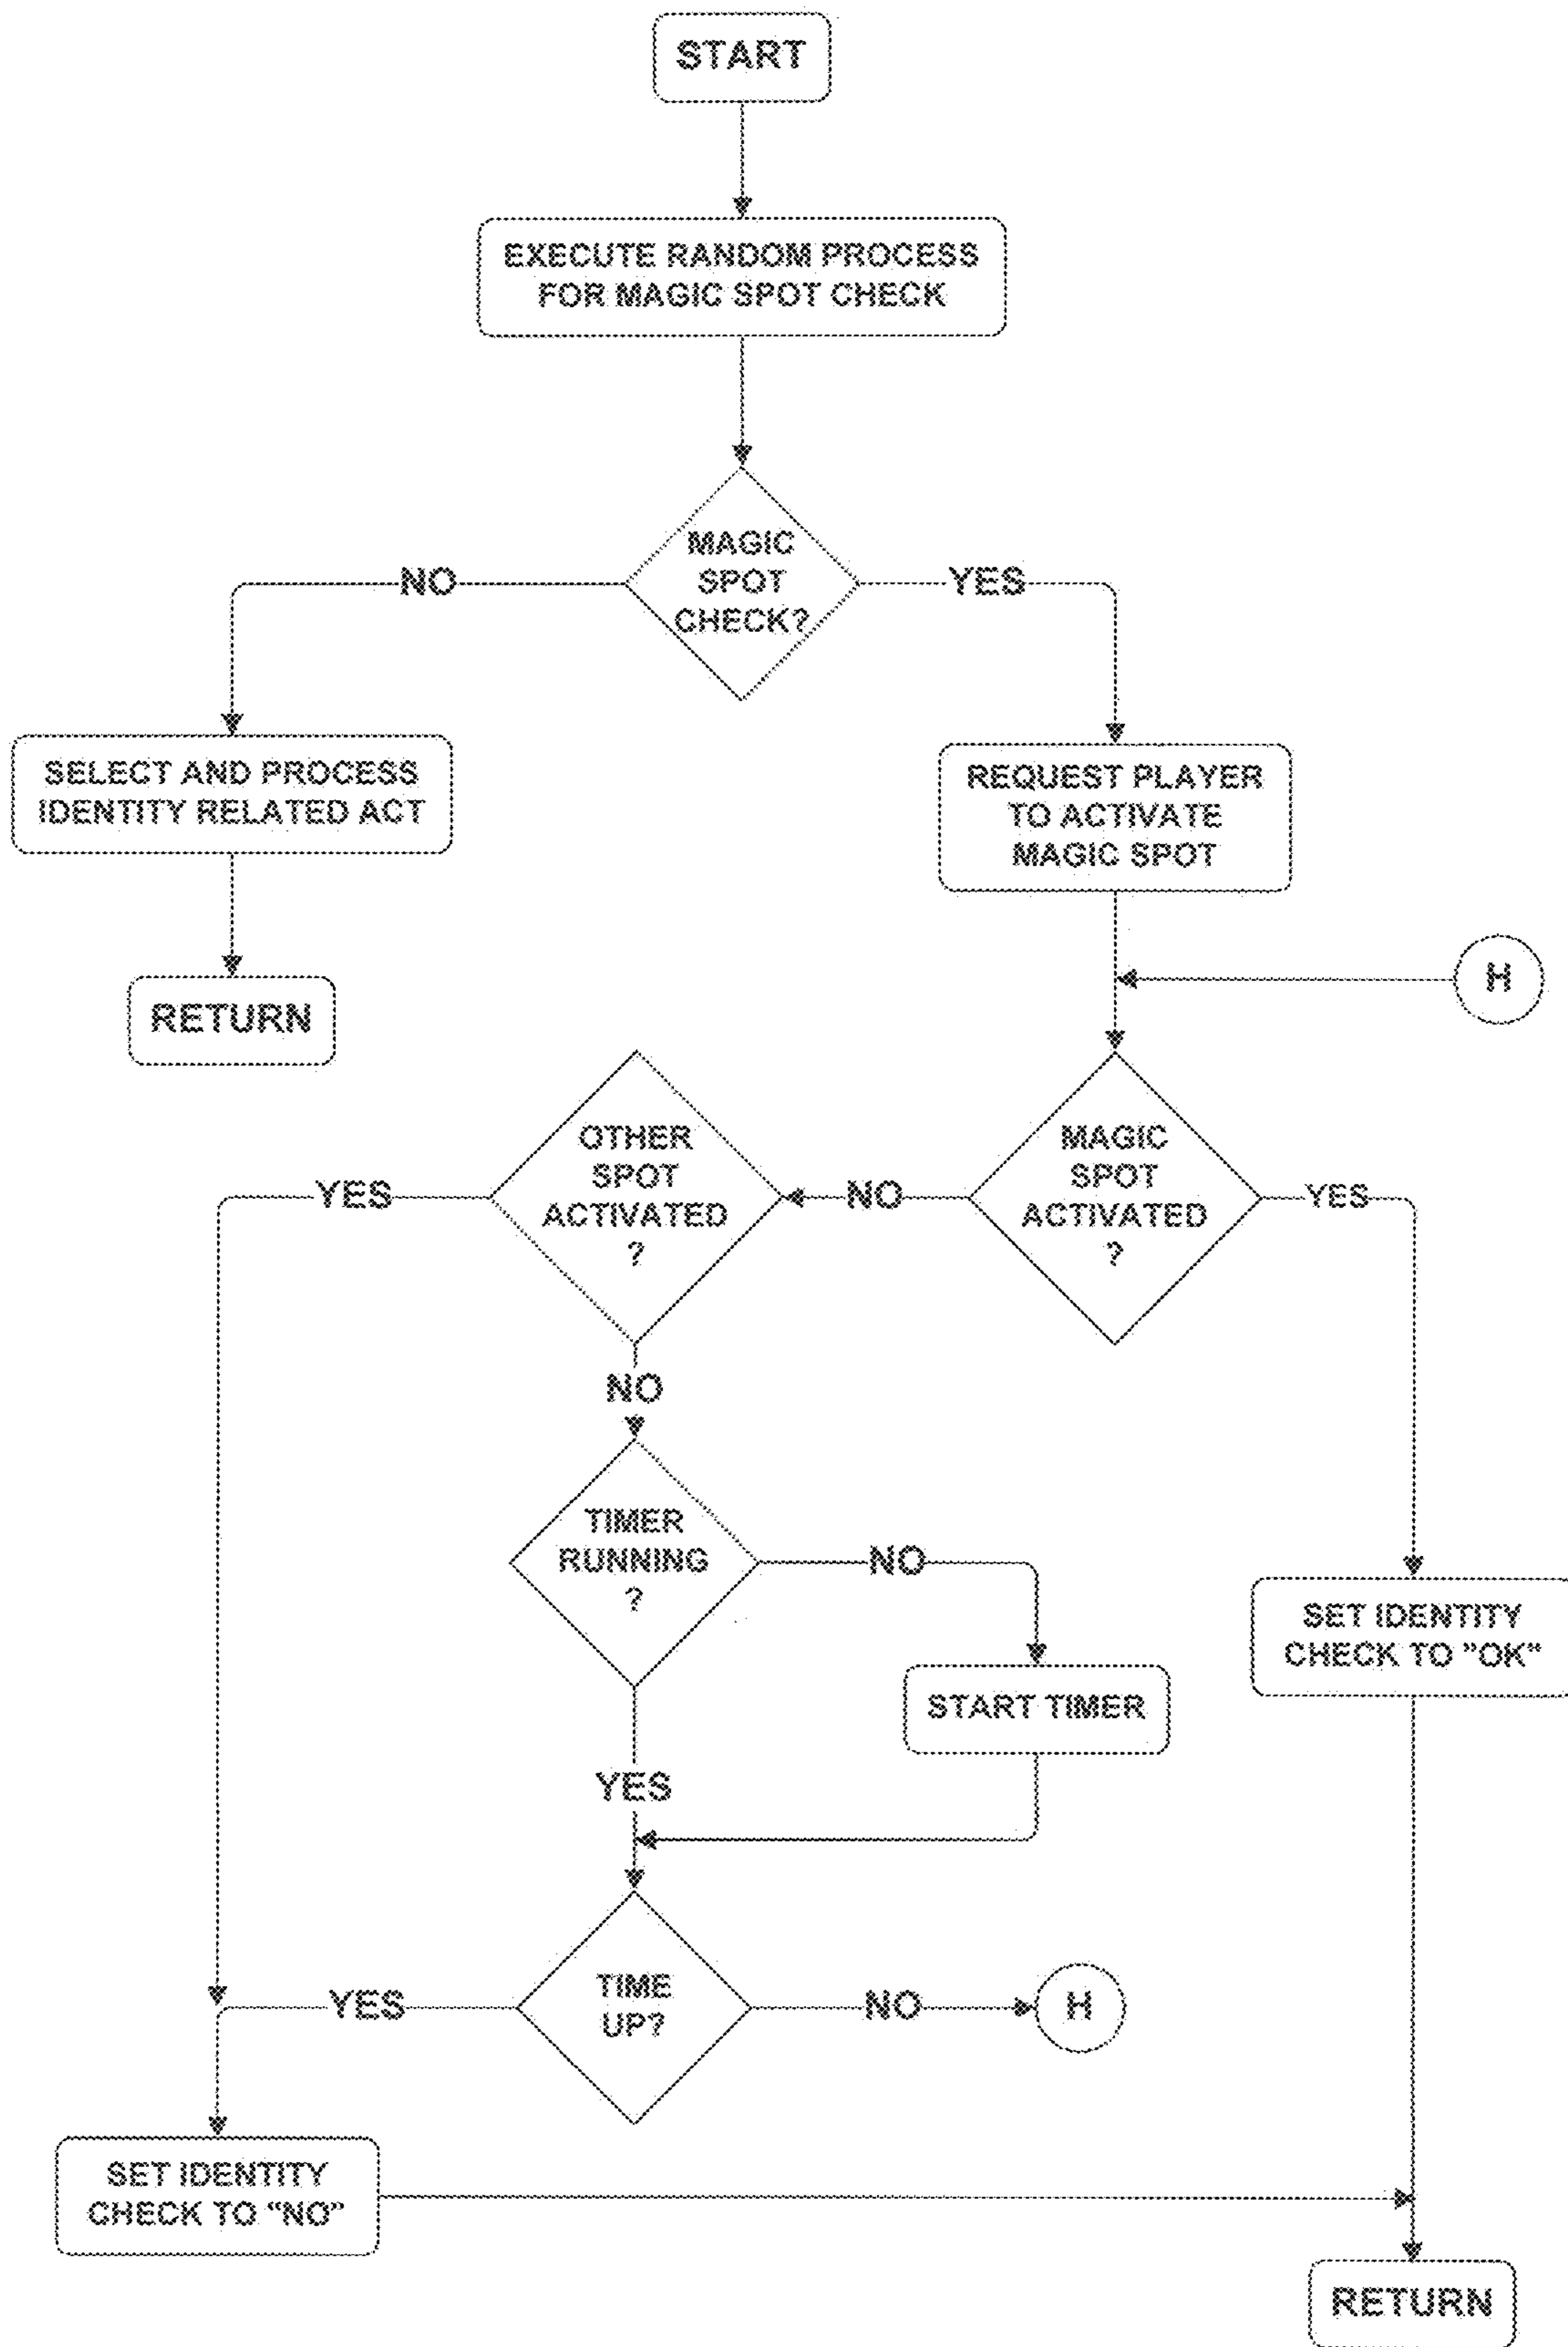 START
EXECUTE RANDOM PROCESS
FOR MAGIC SPOT CHECK
MAGIC
SPOT
CHECK?
NO
YES
SELECT AND PROCESS
IDENTITY RELATED ACT
REQUEST PLAYER
TO ACTIVATE
MAGIC SPOT
RETURN
H
OTHER
SPOT
ACTIVATED
?
MAGIC
SPOT
ACTIVATED
?
YES
NO
YES
NO
TIMER
RUNNING
?
NO
SET IDENTITY
CHECK TO "OK"
START TIMER
YES
TIME
UP?
YES
NO
H
SET IDENTITY
CHECK TO "NO"
RETURN